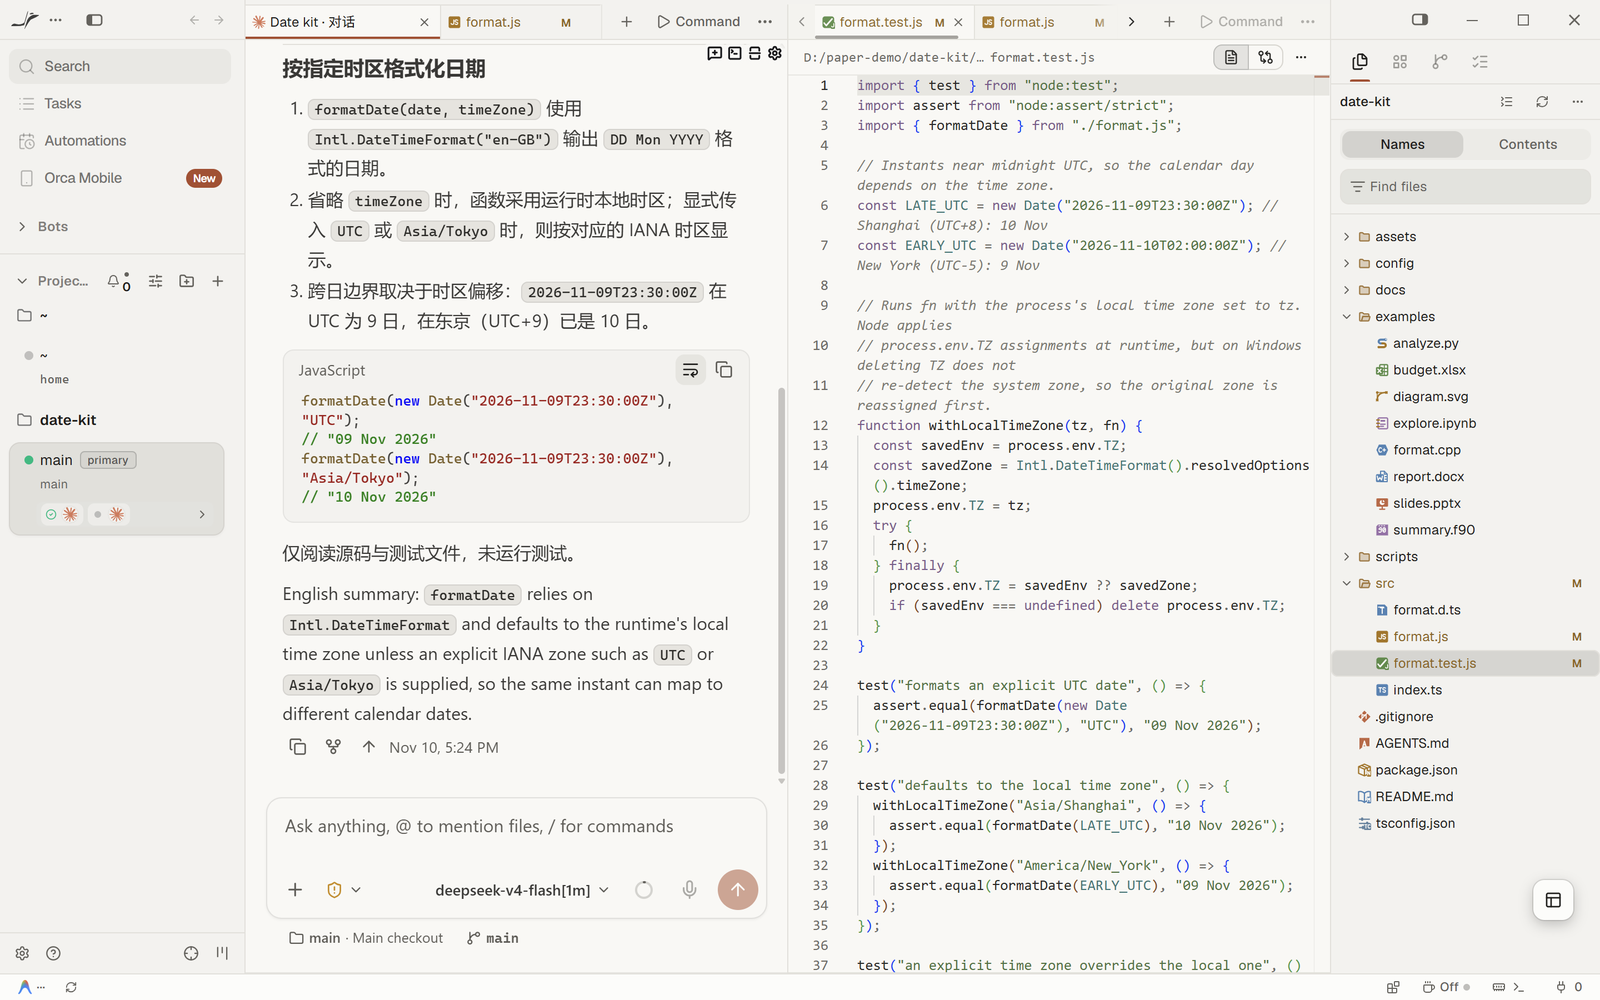 Search
Tasks
Automations
Orca Mobile
New
Bots
Projec...
0
~
~
home
date-kit
main primary
main
Date kit · 对话
format.js M
Command
按指定时区格式化日期
1. formatDate(date, timeZone) 使用
Intl.DateTimeFormat("en-GB") 输出 DD Mon YYYY 格
式的日期。
2. 省略 timeZone 时，函数采用运行时本地时区；显式传
入 UTC 或 Asia/Tokyo 时，则按对应的 IANA 时区显
示。
3. 跨日边界取决于时区偏移：2026-11-09T23:30:00Z 在
UTC 为 9 日，在东京（UTC+9）已是 10 日。
JavaScript
formatDate(new Date("2026-11-09T23:30:00Z"),
"UTC");
// "09 Nov 2026"
formatDate(new Date("2026-11-09T23:30:00Z"),
"Asia/Tokyo");
// "10 Nov 2026"
仅阅读源码与测试文件，未运行测试。
English summary: formatDate relies on
Intl.DateTimeFormat and defaults to the runtime's local
time zone unless an explicit IANA zone such as UTC or
Asia/Tokyo is supplied, so the same instant can map to
different calendar dates.
Nov 10, 5:24 PM
Ask anything, @ to mention files, / for commands
deepseek-v4-flash[1m]
main · Main checkout main
format.test.js M
format.js M
Command
D:/paper-demo/date-kit/... format.test.js
1 import { test } from "node:test";
2 import assert from "node:assert/strict";
3 import { formatDate } from "./format.js";
4
5 // Instants near midnight UTC, so the calendar day
depends on the time zone.
6 const LATE_UTC = new Date("2026-11-09T23:30:00Z"); //
Shanghai (UTC+8): 10 Nov
7 const EARLY_UTC = new Date("2026-11-10T02:00:00Z"); //
New York (UTC-5): 9 Nov
8
9 // Runs fn with the process's local time zone set to tz.
Node applies
10 // process.env.TZ assignments at runtime, but on Windows
deleting TZ does not
11 // re-detect the system zone, so the original zone is
reassigned first.
12 function withLocalTimeZone(tz, fn) {
13 const savedEnv = process.env.TZ;
14 const savedZone = Intl.DateTimeFormat().resolvedOptions
().timeZone;
15 process.env.TZ = tz;
16 try {
17 fn();
18 } finally {
19 process.env.TZ = savedEnv ?? savedZone;
20 if (savedEnv === undefined) delete process.env.TZ;
21 }
22 }
23
24 test("formats an explicit UTC date", () => {
25 assert.equal(formatDate(new Date
("2026-11-09T23:30:00Z"), "UTC"), "09 Nov 2026");
26 });
27
28 test("defaults to the local time zone", () => {
29 withLocalTimeZone("Asia/Shanghai", () => {
30 assert.equal(formatDate(LATE_UTC), "10 Nov 2026");
31 });
32 withLocalTimeZone("America/New_York", () => {
33 assert.equal(formatDate(EARLY_UTC), "09 Nov 2026");
34 });
35 });
36
37 test("an explicit time zone overrides the local one", ()
date-kit
Names Contents
Find files
assets
config
docs
examples
analyze.py
budget.xlsx
diagram.svg
explore.ipynb
format.cpp
report.docx
slides.pptx
summary.f90
scripts
src M
format.d.ts
format.js M
format.test.js M
index.ts
.gitignore
AGENTS.md
package.json
README.md
tsconfig.json
Off
0